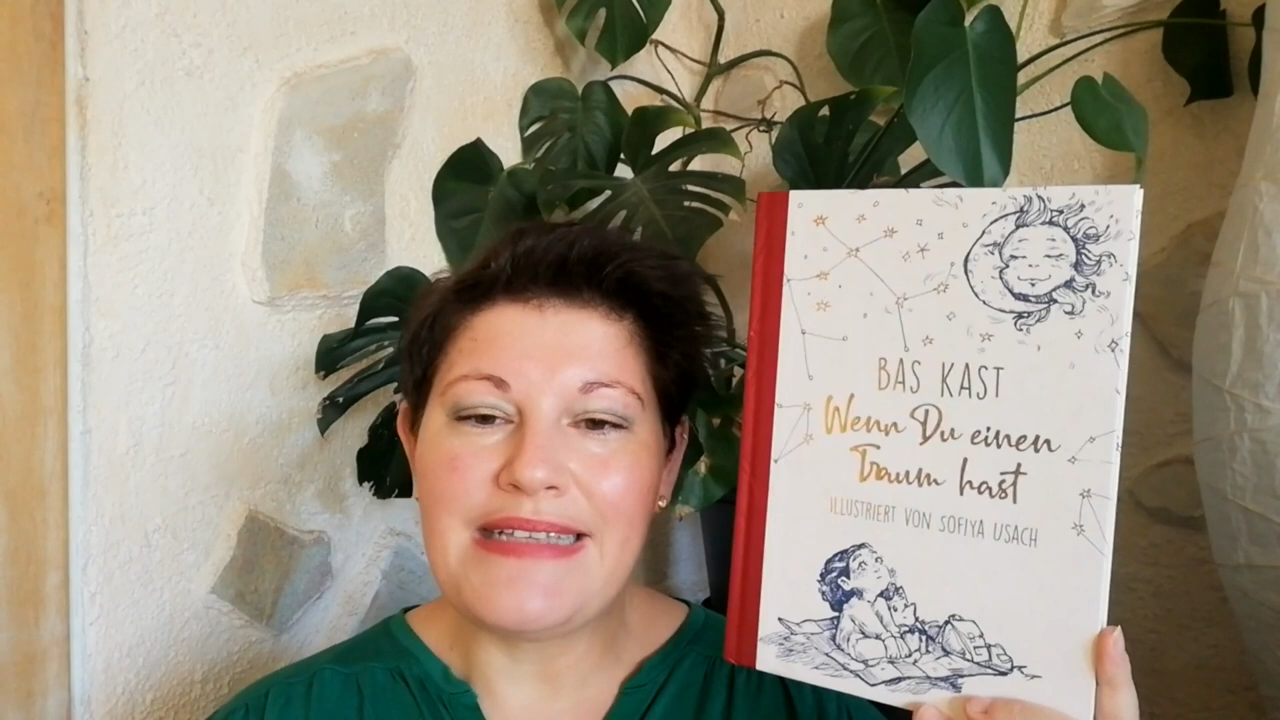 BAS KAST
Wenn Du einen
Traum hast
ILLUSTRIERT VON SOFIYA USACH